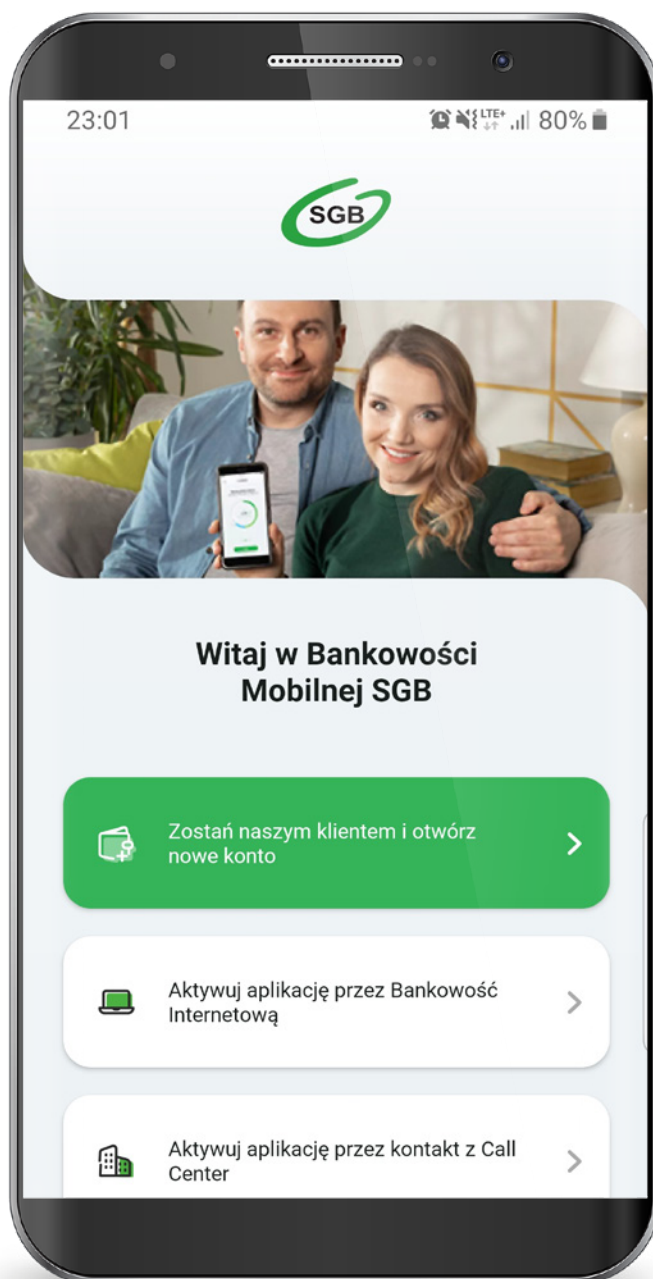 23:01
LTE+
80%
SGB
Witaj w Bankowości
Mobilnej SGB
Zostań naszym klientem i otwórz
nowe konto
Aktywuj aplikację przez Bankowość
Internetową
Aktywuj aplikację przez kontakt z Call
Center